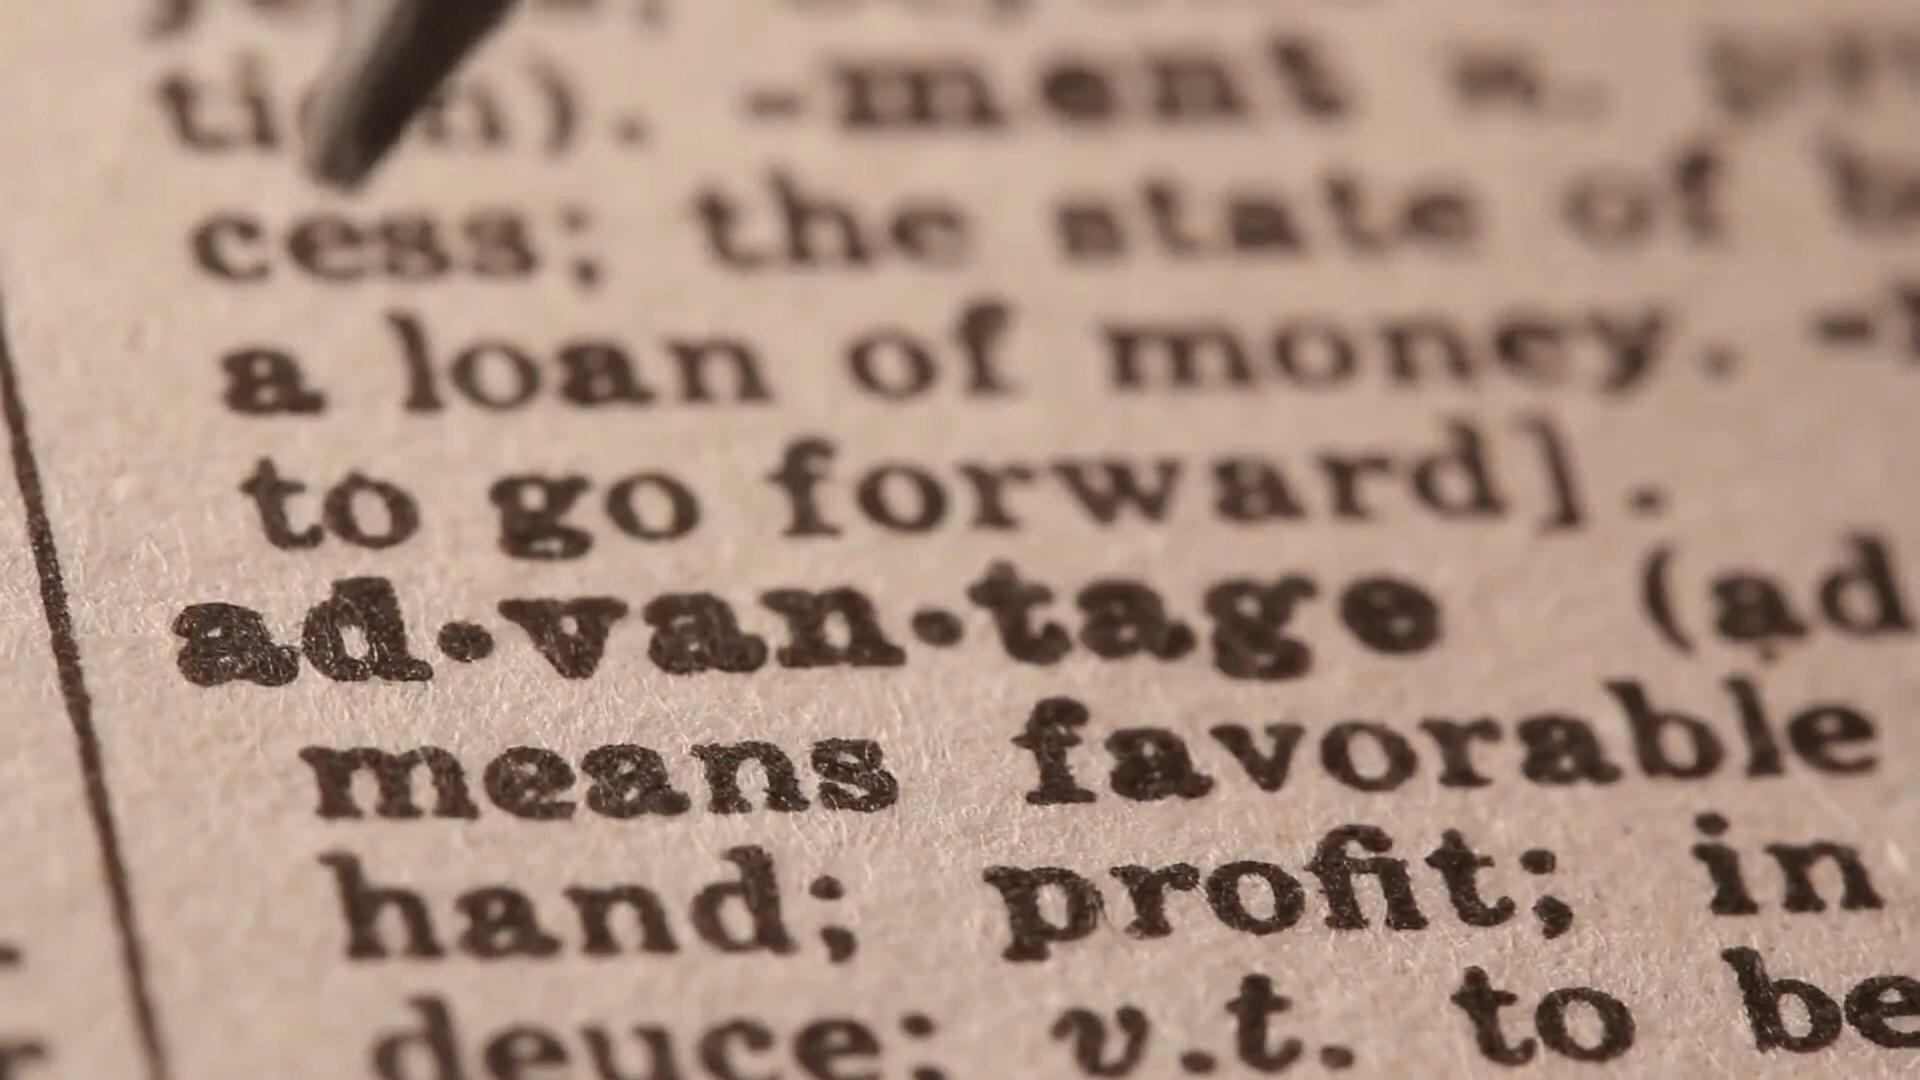 -ment n.
cess; the state of
a loan of money.
to go forward].
ad•van•tage (ad
means favorable
hand; profit; in
deuce; v.t. to be